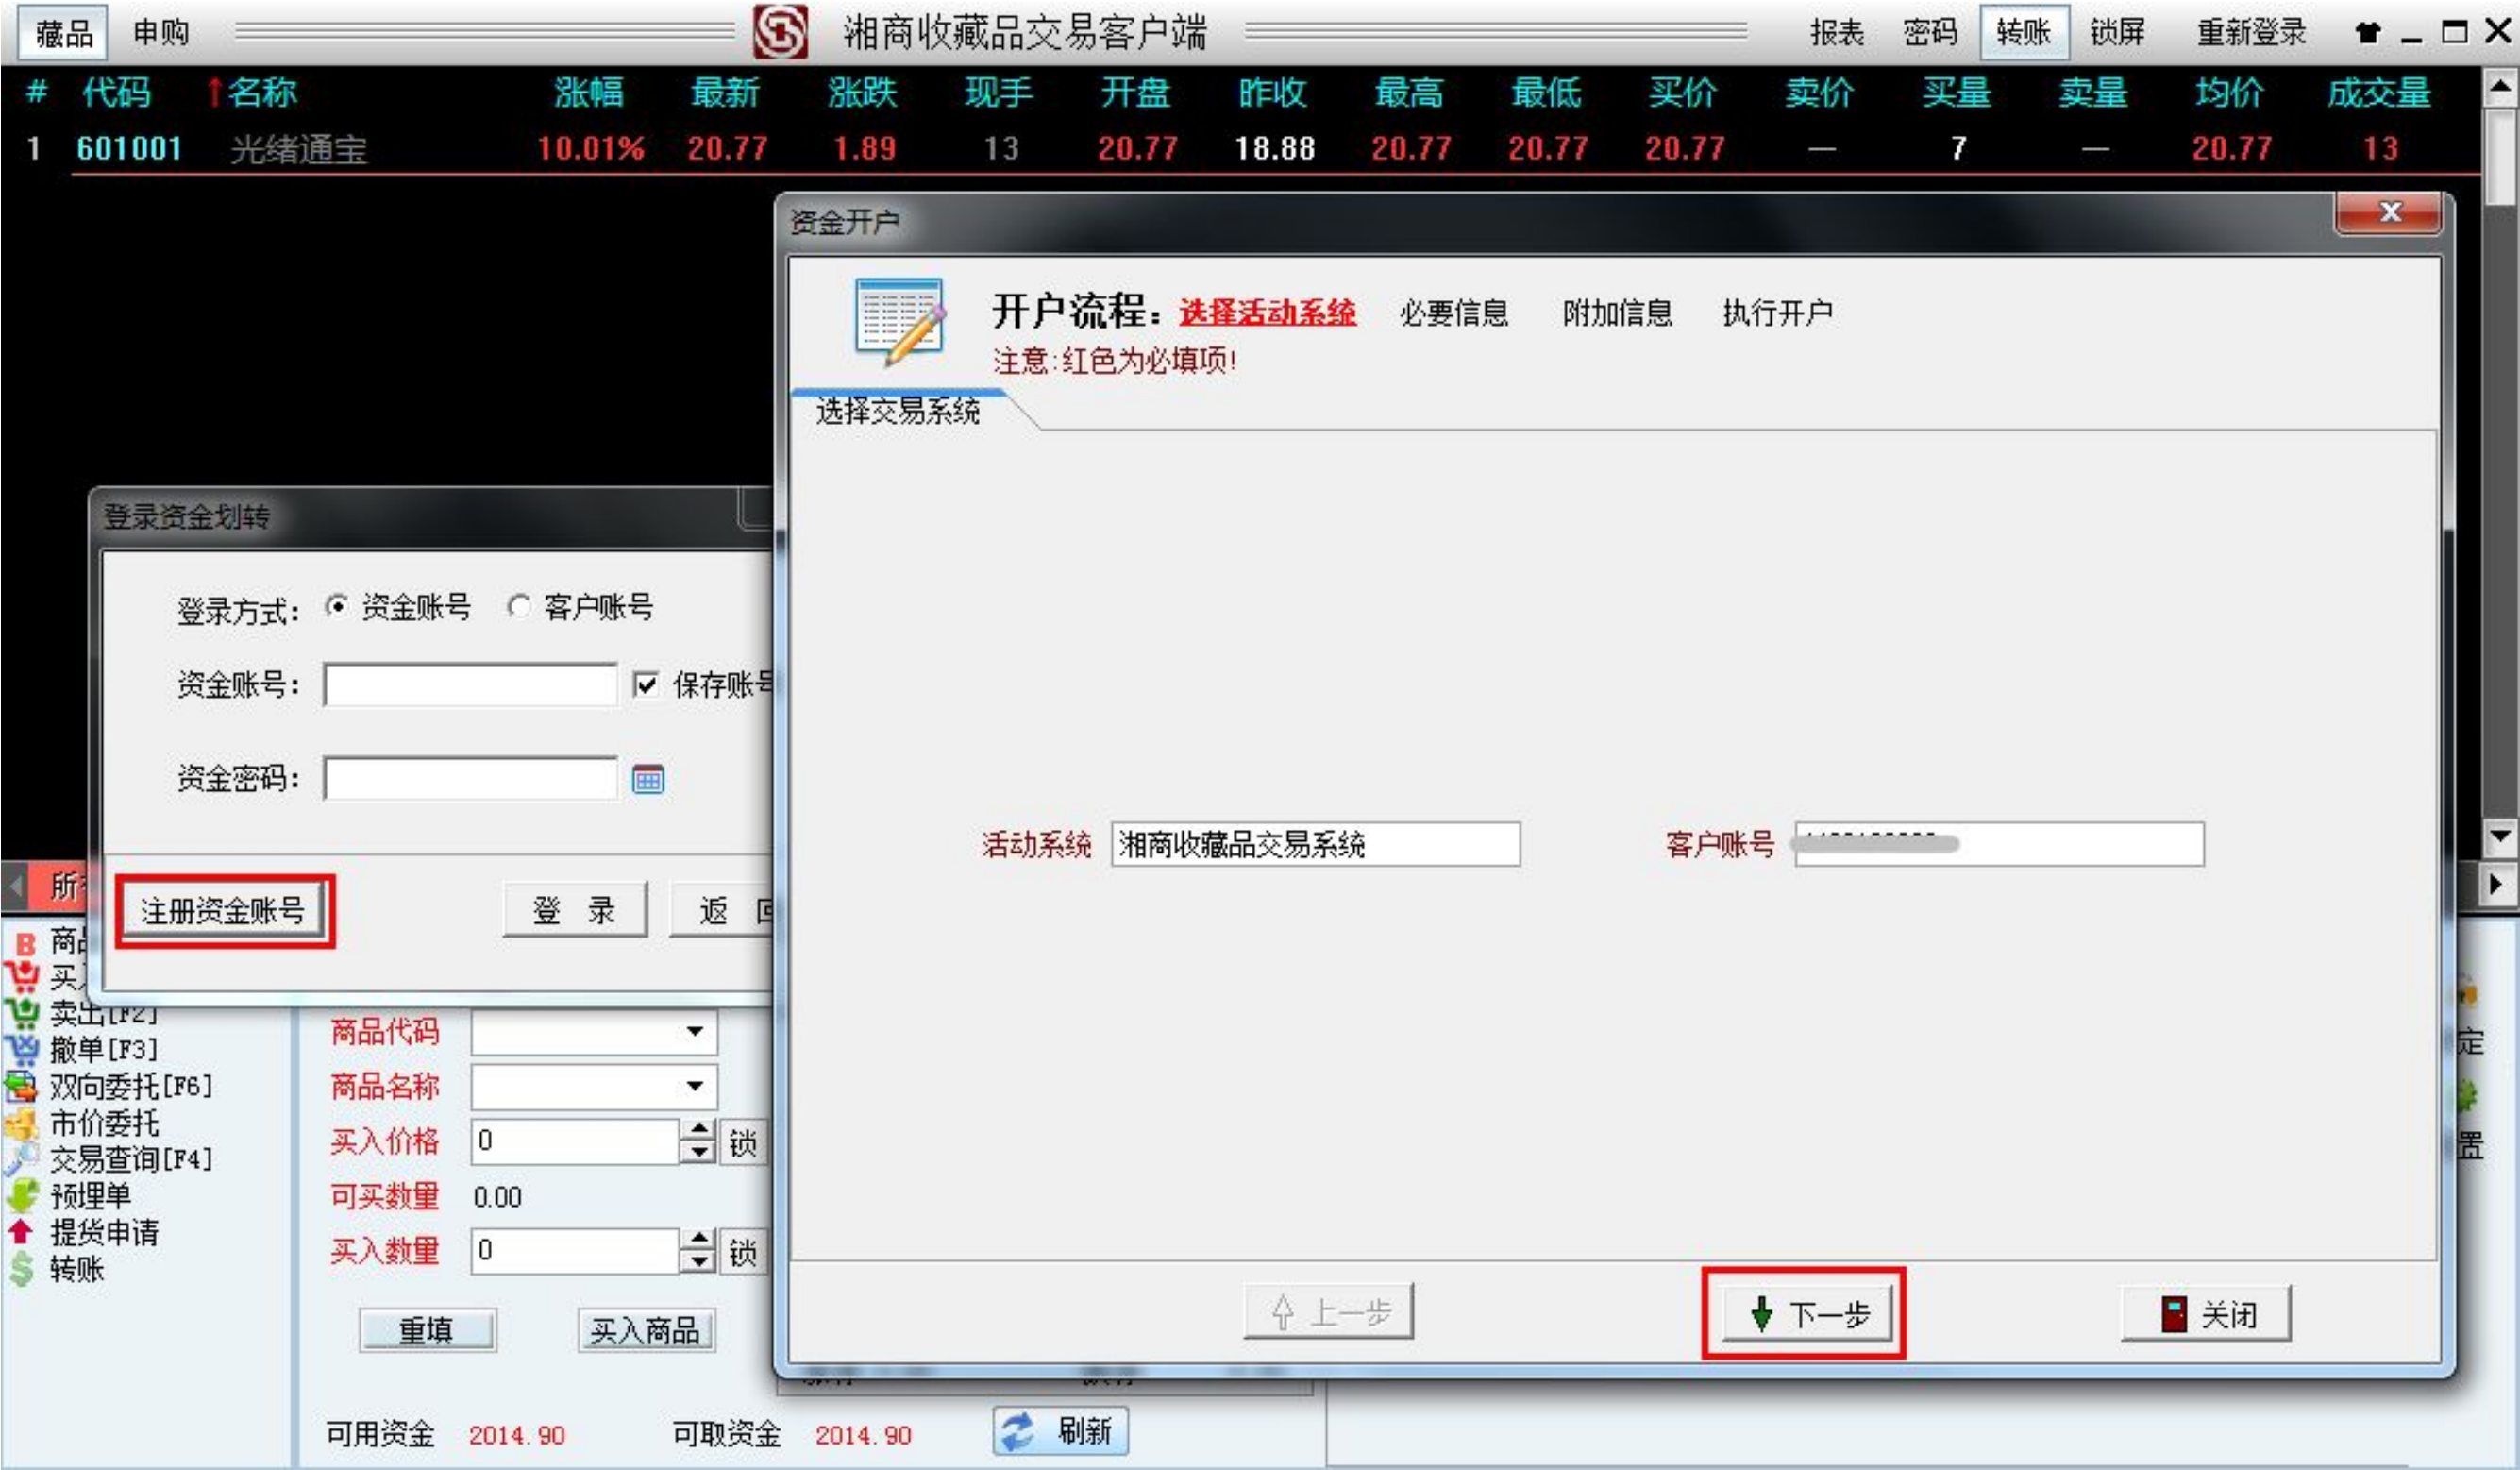 藏品 申购 湘商收藏品交易客户端 报表 密码 转账 锁屏 重新登录
# 代码 ↑名称 涨幅 最新 涨跌 现手 开盘 昨收 最高 最低 买价 卖价 买量 卖量 均价 成交量
1 601001 光绪通宝 10.01% 20.77 1.89 13 20.77 18.88 20.77 20.77 20.77 — 7 — 20.77 13
资金开户
开户流程：选择活动系统 必要信息 附加信息 执行开户
注意:红色为必填项!
选择交易系统
活动系统 湘商收藏品交易系统 客户账号
上一步 下一步 关闭
登录资金划转
登录方式： 资金账号 客户账号
资金账号： 保存账号
资金密码：
注册资金账号 登 录 返
所
B 商
买
卖出[F2]
撤单[F3]
双向委托[F6]
市价委托
交易查询[F4]
预埋单
提货申请
转账
商品代码
商品名称
买入价格 0 锁
可买数量 0.00
买入数量 0 锁
重填 买入商品
可用资金 2014.90 可取资金 2014.90 刷新
定
置